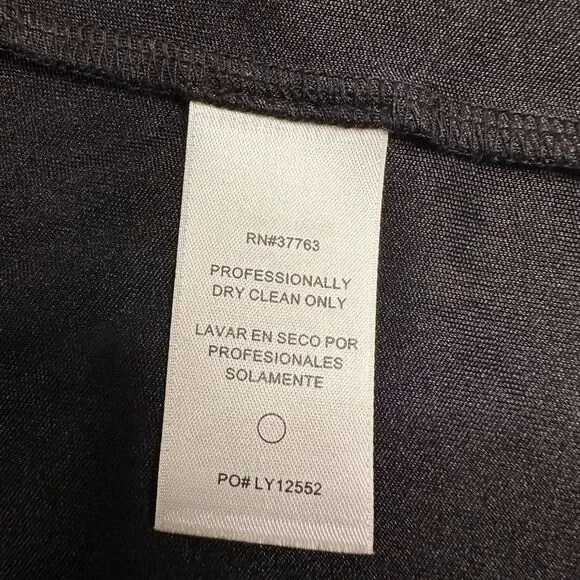 RN#37763
PROFESSIONALLY
DRY CLEAN ONLY
LAVAR EN SECO POR
PROFESIONALES
SOLAMENTE
PO# LY12552